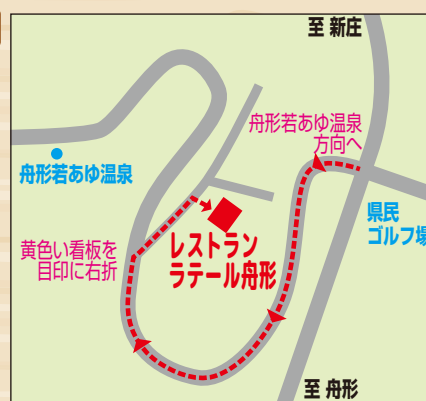 至 新庄
舟形若あゆ温泉
方向へ
舟形若あゆ温泉
県民
ゴルフ場
黄色い看板を
目印に右折
レストラン
ラテール舟形
至 舟形